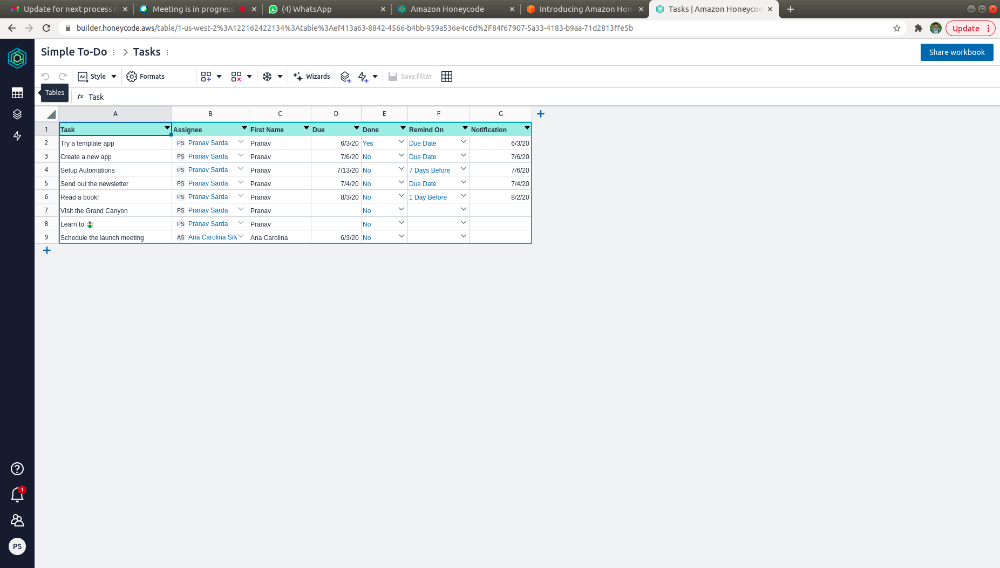 Update for next process I
Meeting is in progress
(4) WhatsApp
Amazon Honeycode
Introducing Amazon Hon
Tasks | Amazon Honeycod
builder.honeycode.aws/table/1-us-west-2%3A122162422134%3Atable%3Aef413a63-8842-4566-b4bb-959a536e4c6d%2F84f67907-5a33-4183-b9aa-71d2813ffe5b
Update
Simple To-Do > Tasks
Share workbook
Aa Style Formats Wizards Save filter
Tables
fx Task
A B C D E F G
1 Task Assignee First Name Due Done Remind On Notification
2 Try a template app PS Pranav Sarda Pranav 6/3/20 Yes Due Date 6/3/20
3 Create a new app PS Pranav Sarda Pranav 7/6/20 No Due Date 7/6/20
4 Setup Automations PS Pranav Sarda Pranav 7/13/20 No 7 Days Before 7/6/20
5 Send out the newsletter PS Pranav Sarda Pranav 7/4/20 No Due Date 7/4/20
6 Read a book! PS Pranav Sarda Pranav 8/3/20 No 1 Day Before 8/2/20
7 VIsit the Grand Canyon PS Pranav Sarda Pranav No
8 Learn to PS Pranav Sarda Pranav No
9 Schedule the launch meeting AS Ana Carolina Silv Ana Carolina 6/3/20 No
1
PS